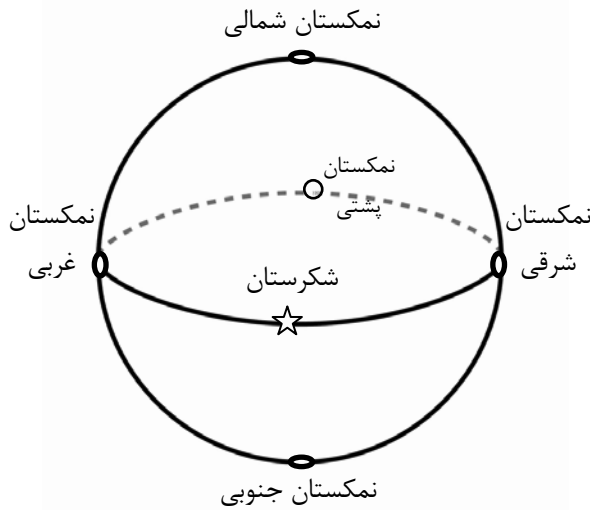 نمکستان شمالی
نمکستان
پشتی
نمکستان
شرقی
نمکستان
غربی
شکرستان
نمکستان جنوبی